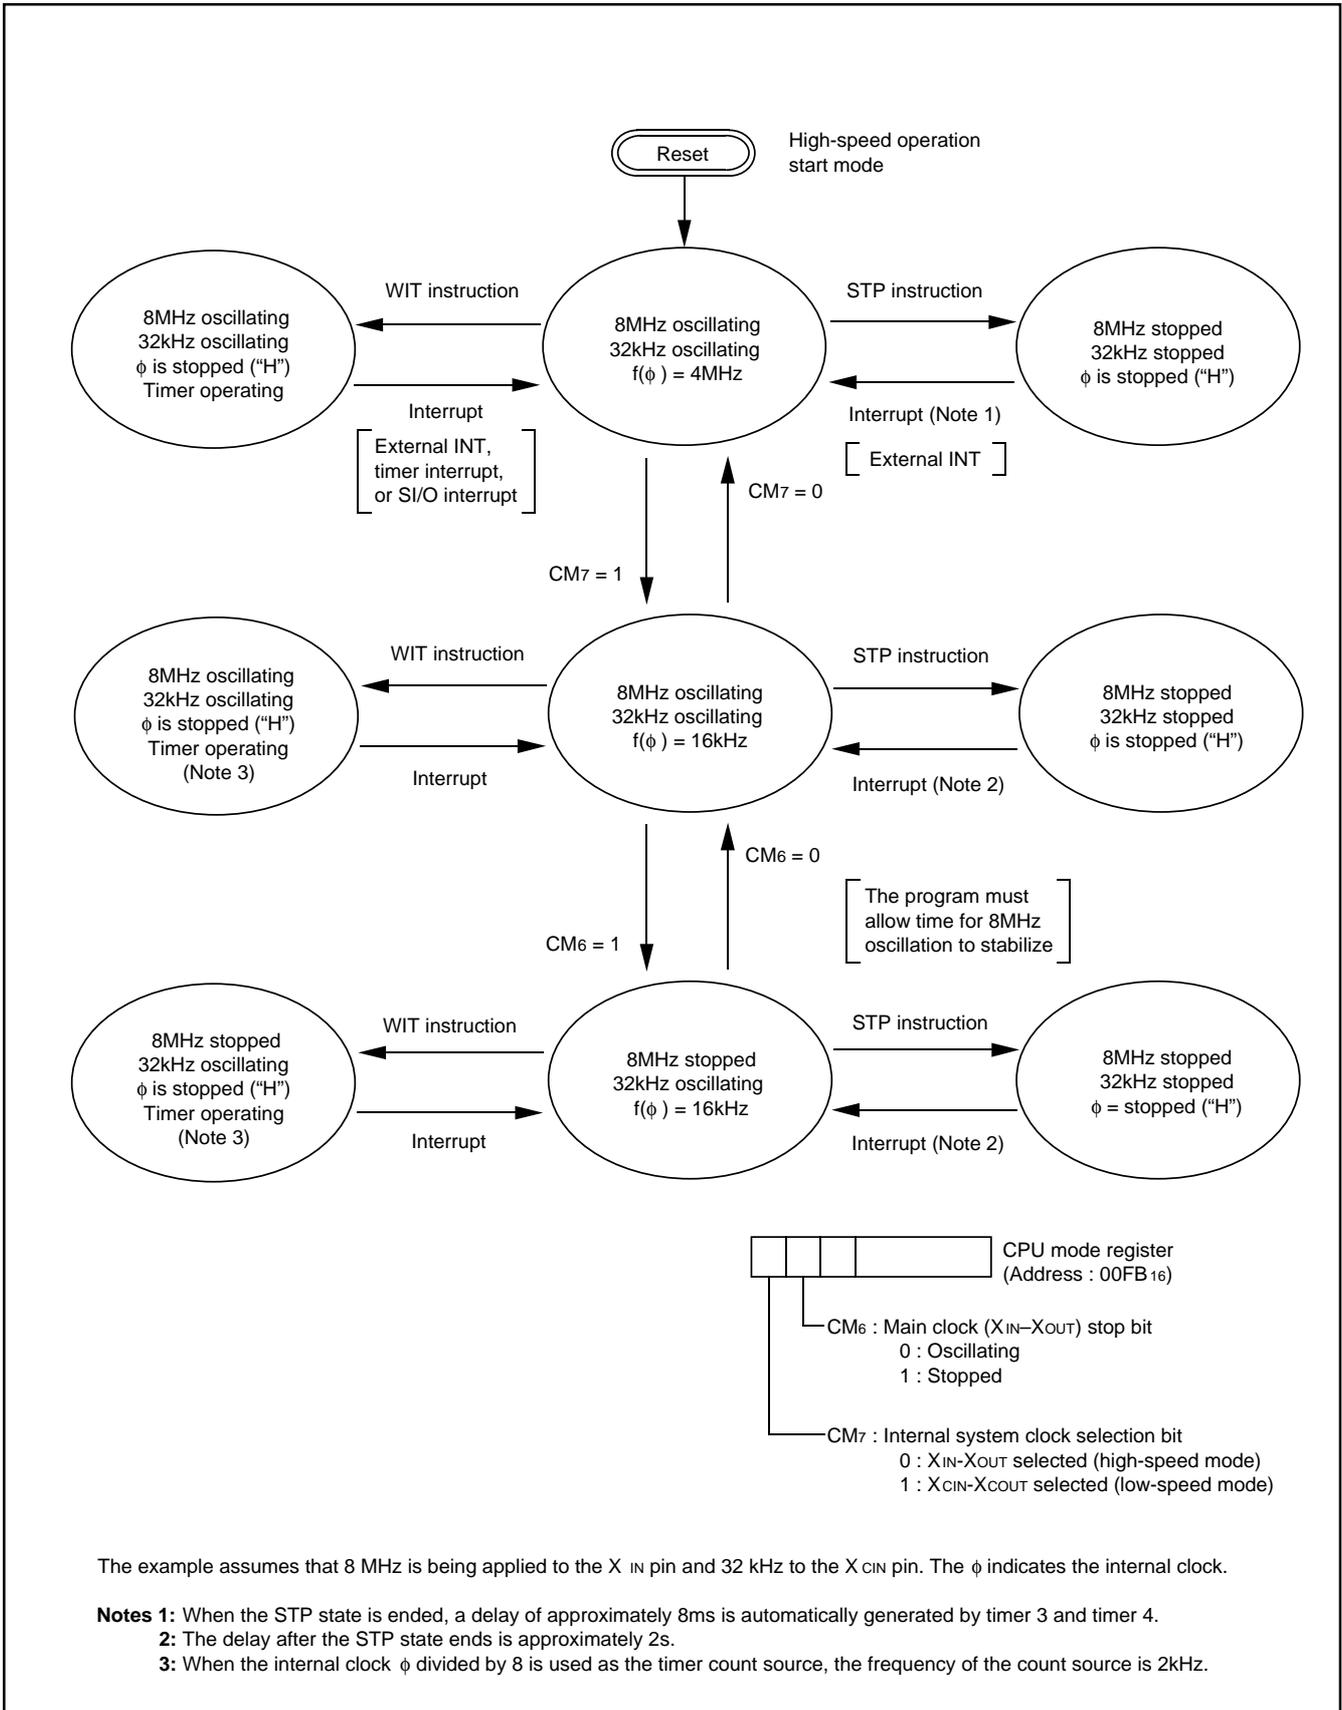 Reset
High-speed operation
start mode
8MHz oscillating
32kHz oscillating
ϕ is stopped (“H”)
Timer operating
WIT instruction
Interrupt
External INT,
timer interrupt,
or SI/O interrupt
8MHz oscillating
32kHz oscillating
f(ϕ ) = 4MHz
STP instruction
Interrupt (Note 1)
External INT
8MHz stopped
32kHz stopped
ϕ is stopped (“H”)
CM7 = 0
CM7 = 1
8MHz oscillating
32kHz oscillating
ϕ is stopped (“H”)
Timer operating
(Note 3)
WIT instruction
Interrupt
8MHz oscillating
32kHz oscillating
f(ϕ ) = 16kHz
STP instruction
Interrupt (Note 2)
8MHz stopped
32kHz stopped
ϕ is stopped (“H”)
CM6 = 0
The program must
allow time for 8MHz
oscillation to stabilize
CM6 = 1
8MHz stopped
32kHz oscillating
ϕ is stopped (“H”)
Timer operating
(Note 3)
WIT instruction
Interrupt
8MHz stopped
32kHz oscillating
f(ϕ ) = 16kHz
STP instruction
Interrupt (Note 2)
8MHz stopped
32kHz stopped
ϕ = stopped (“H”)
CPU mode register
(Address : 00FB16)
CM6 : Main clock (XIN–XOUT) stop bit
0 : Oscillating
1 : Stopped
CM7 : Internal system clock selection bit
0 : XIN-XOUT selected (high-speed mode)
1 : XCIN-XCOUT selected (low-speed mode)
The example assumes that 8 MHz is being applied to the X IN pin and 32 kHz to the X CIN pin. The ϕ indicates the internal clock.
Notes 1: When the STP state is ended, a delay of approximately 8ms is automatically generated by timer 3 and timer 4.
2: The delay after the STP state ends is approximately 2s.
3: When the internal clock ϕ divided by 8 is used as the timer count source, the frequency of the count source is 2kHz.